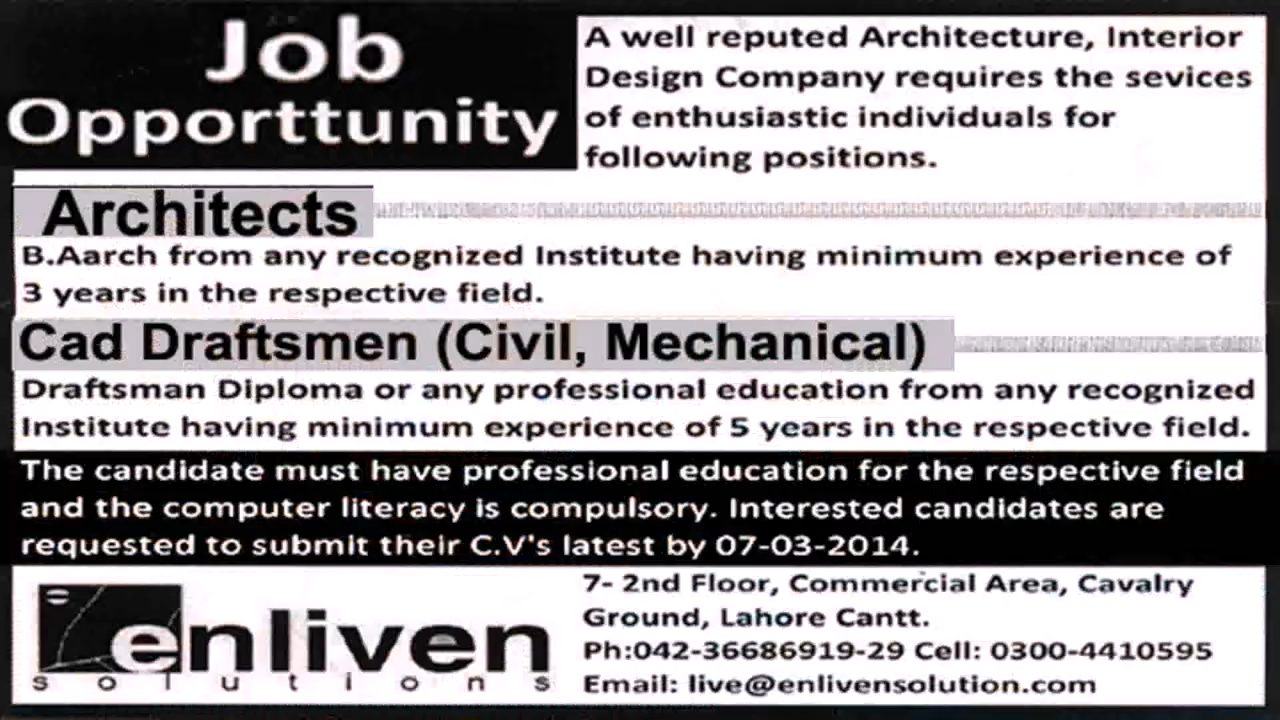 Job
Opporttunity
A well reputed Architecture, Interior
Design Company requires the sevices
of enthusiastic individuals for
following positions.
Architects
B.Aarch from any recognized Institute having minimum experience of
3 years in the respective field.
Cad Draftsmen (Civil, Mechanical)
Draftsman Diploma or any professional education from any recognized
Institute having minimum experience of 5 years in the respective field.
The candidate must have professional education for the respective field
and the computer literacy is compulsory. Interested candidates are
requested to submit their C.V's latest by 07-03-2014.
enliven
solutions
7- 2nd Floor, Commercial Area, Cavalry
Ground, Lahore Cantt.
Ph:042-36686919-29 Cell: 0300-4410595
Email: live@enlivensolution.com